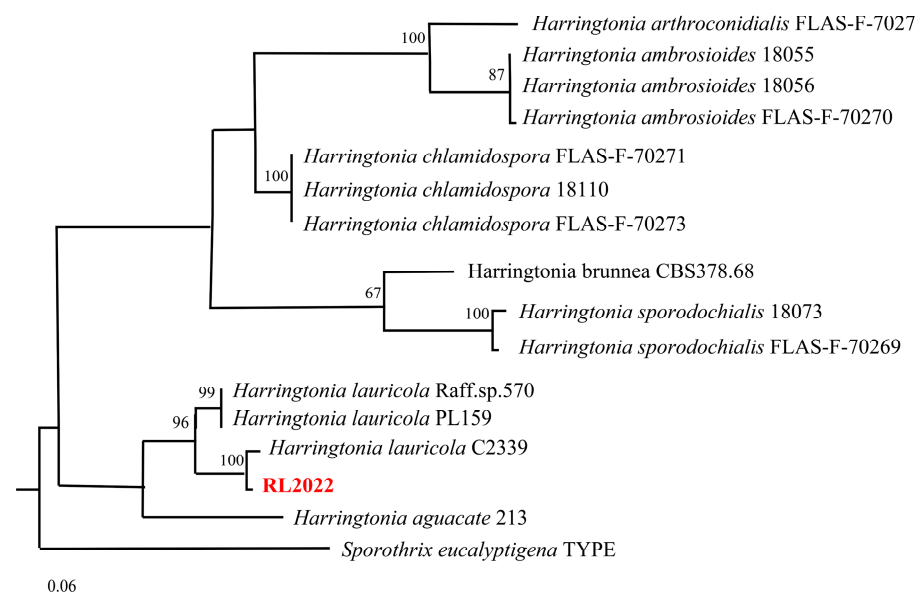 Harringtonia arthroconidialis FLAS-F-7027
100
Harringtonia ambrosioides 18055
87
Harringtonia ambrosioides 18056
Harringtonia ambrosioides FLAS-F-70270
Harringtonia chlamidospora FLAS-F-70271
100
Harringtonia chlamidospora 18110
Harringtonia chlamidospora FLAS-F-70273
Harringtonia brunnea CBS378.68
67
Harringtonia sporodochialis 18073
100
Harringtonia sporodochialis FLAS-F-70269
99
Harringtonia lauricola Raff.sp.570
Harringtonia lauricola PL159
96
Harringtonia lauricola C2339
100
RL2022
Harringtonia aguacate 213
Sporothrix eucalyptigena TYPE
0.06